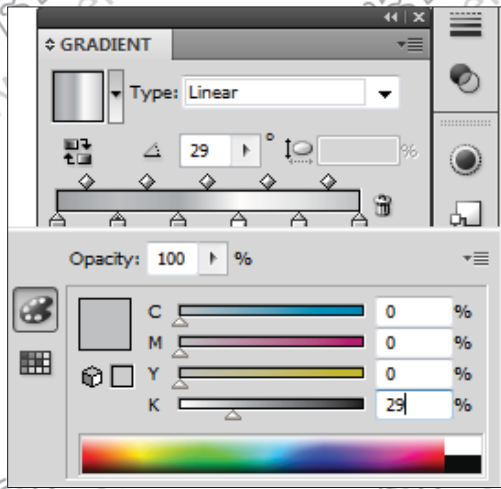 GRADIENT
Type: Linear
29 ° %
Opacity: 100 %
C 0 %
M 0 %
Y 0 %
K 29 %